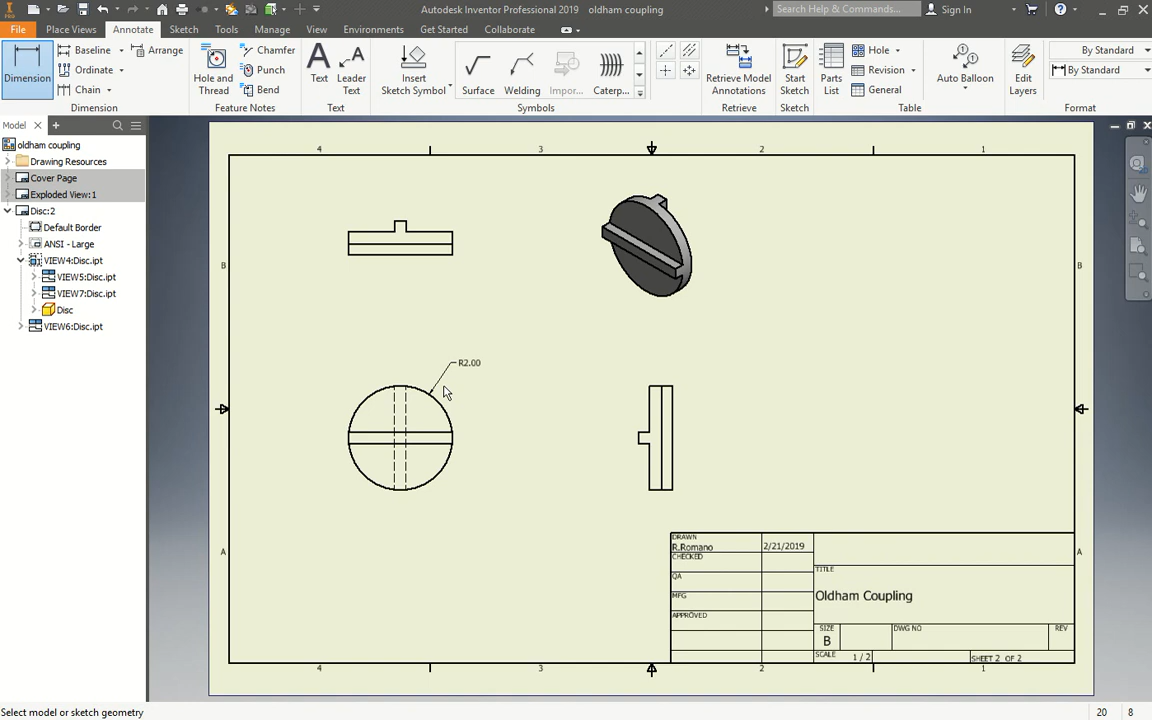 Autodesk Inventor Professional 2019 oldham coupling
Search Help & Commands...
Sign In
File Place Views Annotate Sketch Tools Manage View Environments Get Started Collaborate
Dimension
Baseline
Ordinate
Chain
Arrange
Dimension
Hole and
Thread
Chamfer
Punch
Bend
Feature Notes
Text
Leader
Text
Text
Insert
Sketch Symbol
Surface
Welding
Impor...
Caterp...
Symbols
Retrieve Model
Annotations
Retrieve
Start
Sketch
Sketch
Parts
List
Hole
Revision
General
Table
Auto Balloon
Edit
Layers
By Standard
By Standard
Format
Model
oldham coupling
Drawing Resources
Cover Page
Exploded View:1
Disc:2
Default Border
ANSI - Large
VIEW4:Disc.ipt
VIEW5:Disc.ipt
VIEW7:Disc.ipt
Disc
VIEW6:Disc.ipt
4 3 2 1
B B
R2.00
A A
DRAWN
R.Romano 2/21/2019
CHECKED
QA
MFG
APPROVED
TITLE
Oldham Coupling
SIZE
B
DWG NO
REV
SCALE 1 / 2
SHEET 2 OF 2
4 3 2 1
Select model or sketch geometry
20 8